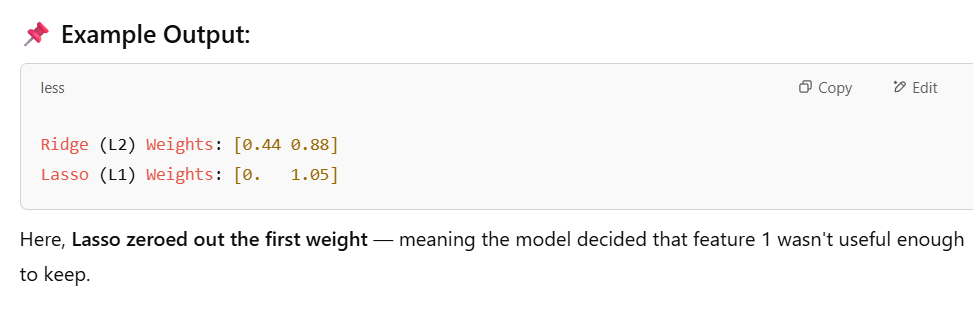 📌 Example Output:
less
Copy
Edit
Ridge (L2) Weights: [0.44 0.88]
Lasso (L1) Weights: [0.   1.05]
Here, Lasso zeroed out the first weight — meaning the model decided that feature 1 wasn't useful enough
to keep.